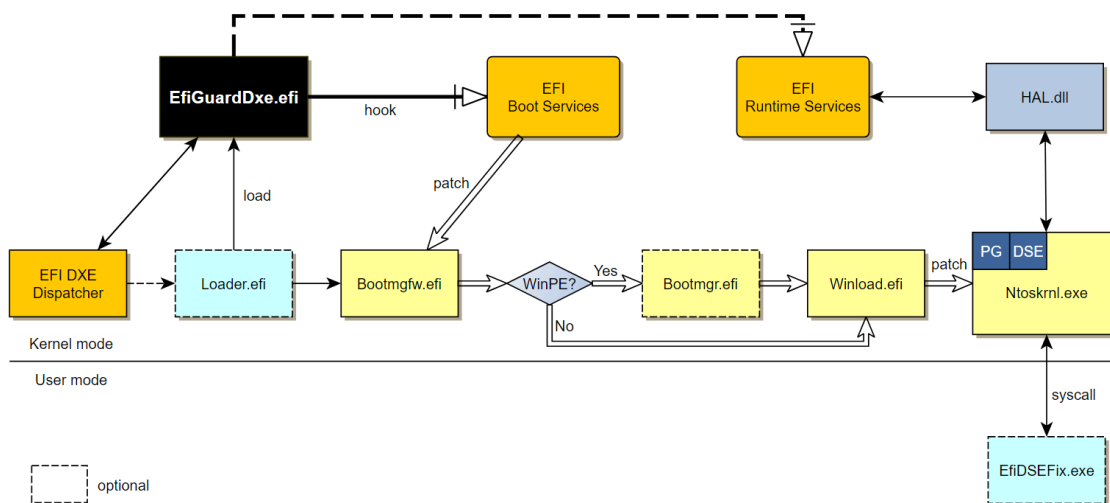 EfiGuardDxe.efi
hook
EFI
Boot Services
EFI
Runtime Services
HAL.dll
patch
load
EFI DXE
Dispatcher
Loader.efi
Bootmgfw.efi
WinPE?
Yes
No
Bootmgr.efi
Winload.efi
patch
PG
DSE
Ntoskrnl.exe
Kernel mode
User mode
syscall
EfiDSEFix.exe
optional